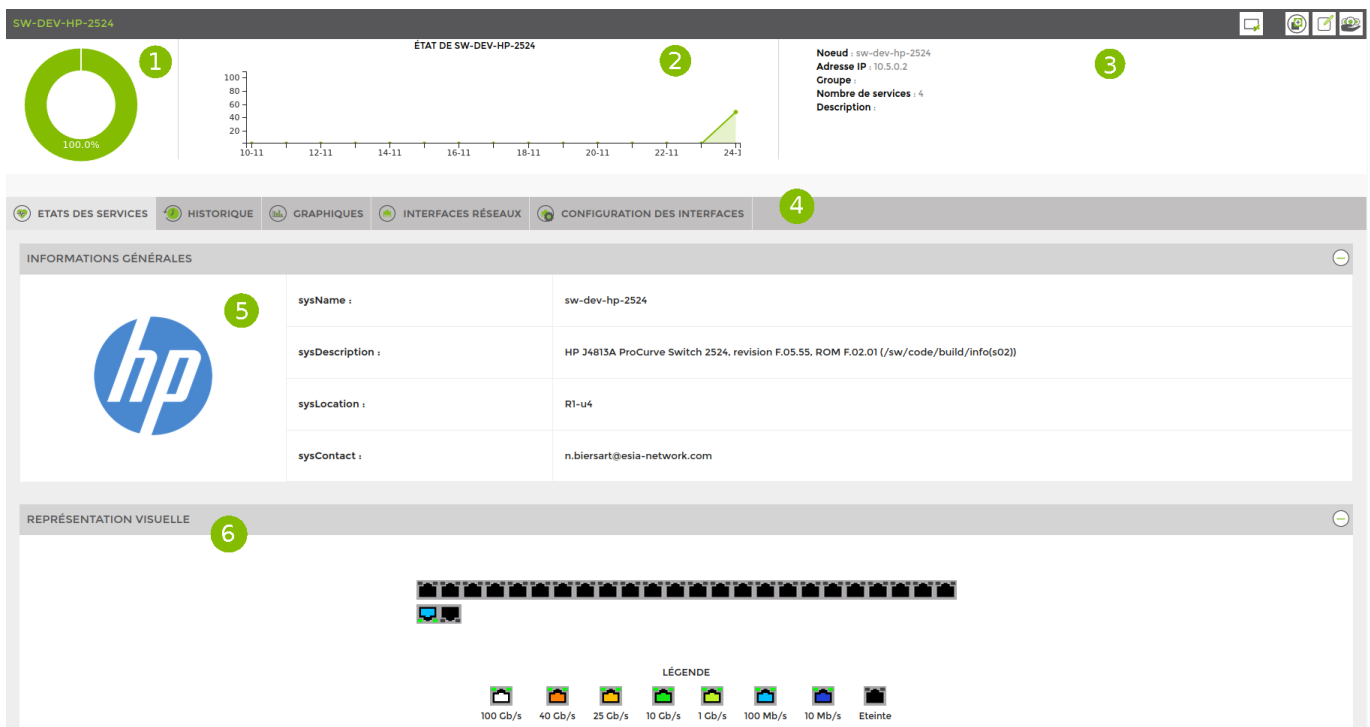 SW-DEV-HP-2524
1
100.0%
ÉTAT DE SW-DEV-HP-2524
2
100
80
60
40
20
10-11 12-11 14-11 16-11 18-11 20-11 22-11 24-1
Noeud : sw-dev-hp-2524
Adresse IP : 10.5.0.2
Groupe :
Nombre de services : 4
Description :
3
ETATS DES SERVICES HISTORIQUE GRAPHIQUES INTERFACES RÉSEAUX CONFIGURATION DES INTERFACES
4
INFORMATIONS GÉNÉRALES
hp
5
sysName : sw-dev-hp-2524
sysDescription : HP J4813A ProCurve Switch 2524, revision F.05.55, ROM F.02.01 (/sw/code/build/info(s02))
sysLocation : R1-u4
sysContact : n.biersart@esia-network.com
REPRÉSENTATION VISUELLE
6
LÉGENDE
100 Gb/s 40 Gb/s 25 Gb/s 10 Gb/s 1 Gb/s 100 Mb/s 10 Mb/s Eteinte